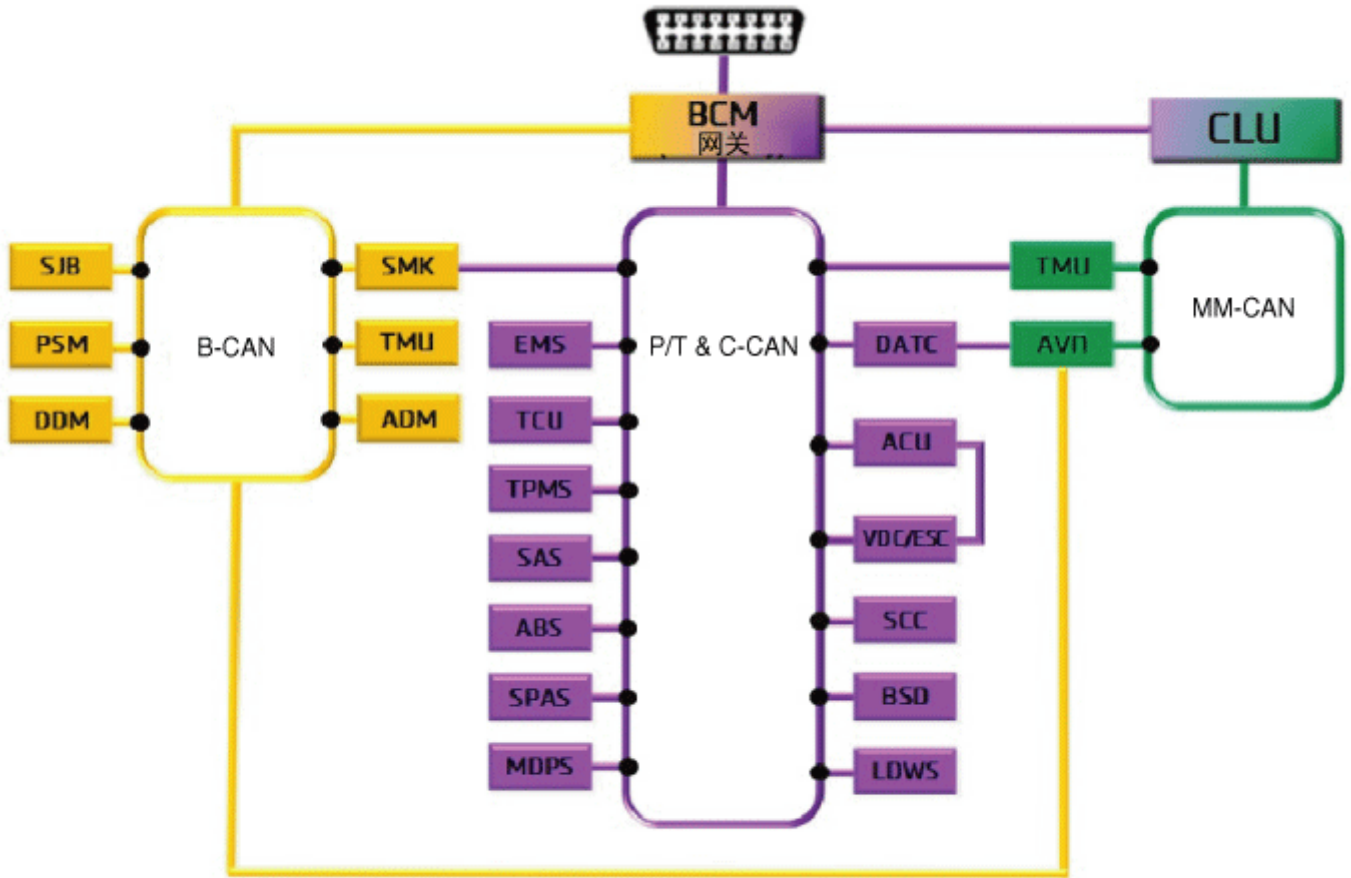 BCM
网关
CLU
SJB
SMK
TMU
PSM
B-CAN
TMU
EMS
P/T & C-CAN
DATC
AVN
MM-CAN
DDM
ADM
TCU
ACU
TPMS
VDC/ESC
SAS
ABS
SCC
SPAS
BSD
MDPS
LDWS